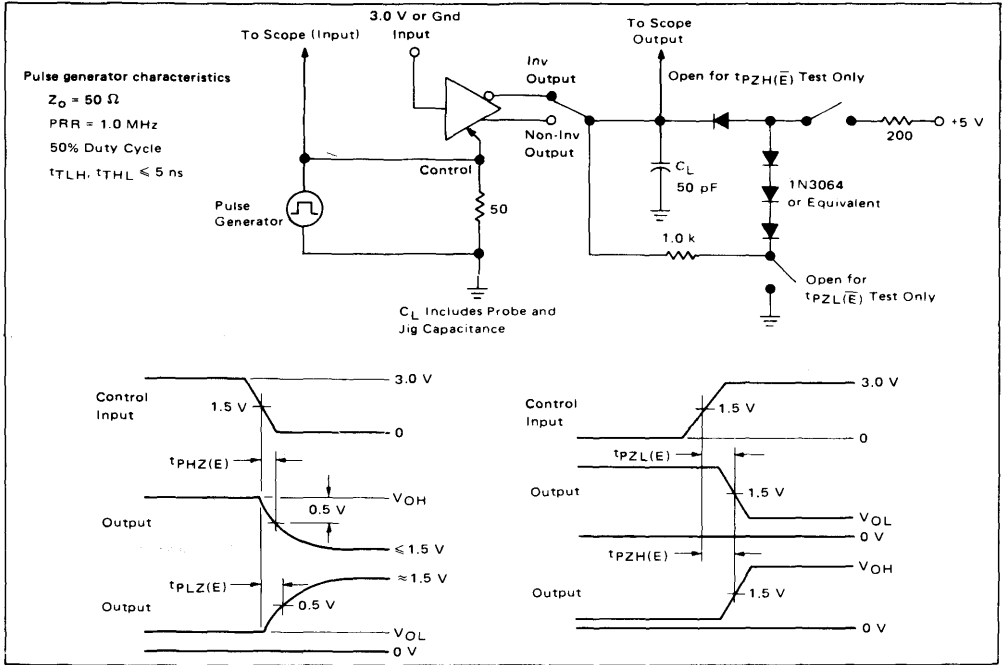 3.0 V or Gnd
Input
To Scope (Input)
To Scope
Output
Pulse generator characteristics
Zo = 50 Ω
PRR = 1.0 MHz
50% Duty Cycle
tTLH, tTHL ≤ 5 ns
Inv
Output
Non-Inv
Output
Open for tPZH(E̅) Test Only
+5 V
200
Control
CL
50 pF
1N3064
or Equivalent
Pulse
Generator
50
1.0 k
Open for
tPZL(E̅) Test Only
CL Includes Probe and
Jig Capacitance
Control
Input
3.0 V
1.5 V
0
tPHZ(E)
Output
VOH
0.5 V
≤ 1.5 V
tPLZ(E)
Output
≈ 1.5 V
0.5 V
VOL
0 V
Control
Input
3.0 V
1.5 V
0
tPZL(E)
Output
1.5 V
VOL
0 V
tPZH(E)
Output
VOH
1.5 V
0 V